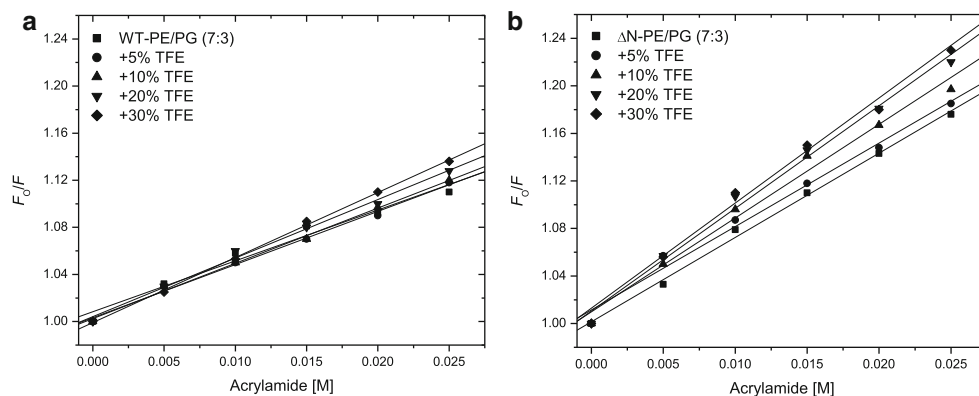 a
WT-PE/PG (7:3)
+5% TFE
+10% TFE
+20% TFE
+30% TFE
1.24
1.20
1.16
1.12
1.08
1.04
1.00
F₀/F
0.000
0.005
0.010
0.015
0.020
0.025
Acrylamide [M]
b
ΔN-PE/PG (7:3)
+5% TFE
+10% TFE
+20% TFE
+30% TFE
1.24
1.20
1.16
1.12
1.08
1.04
1.00
F₀/F
0.000
0.005
0.010
0.015
0.020
0.025
Acrylamide [M]